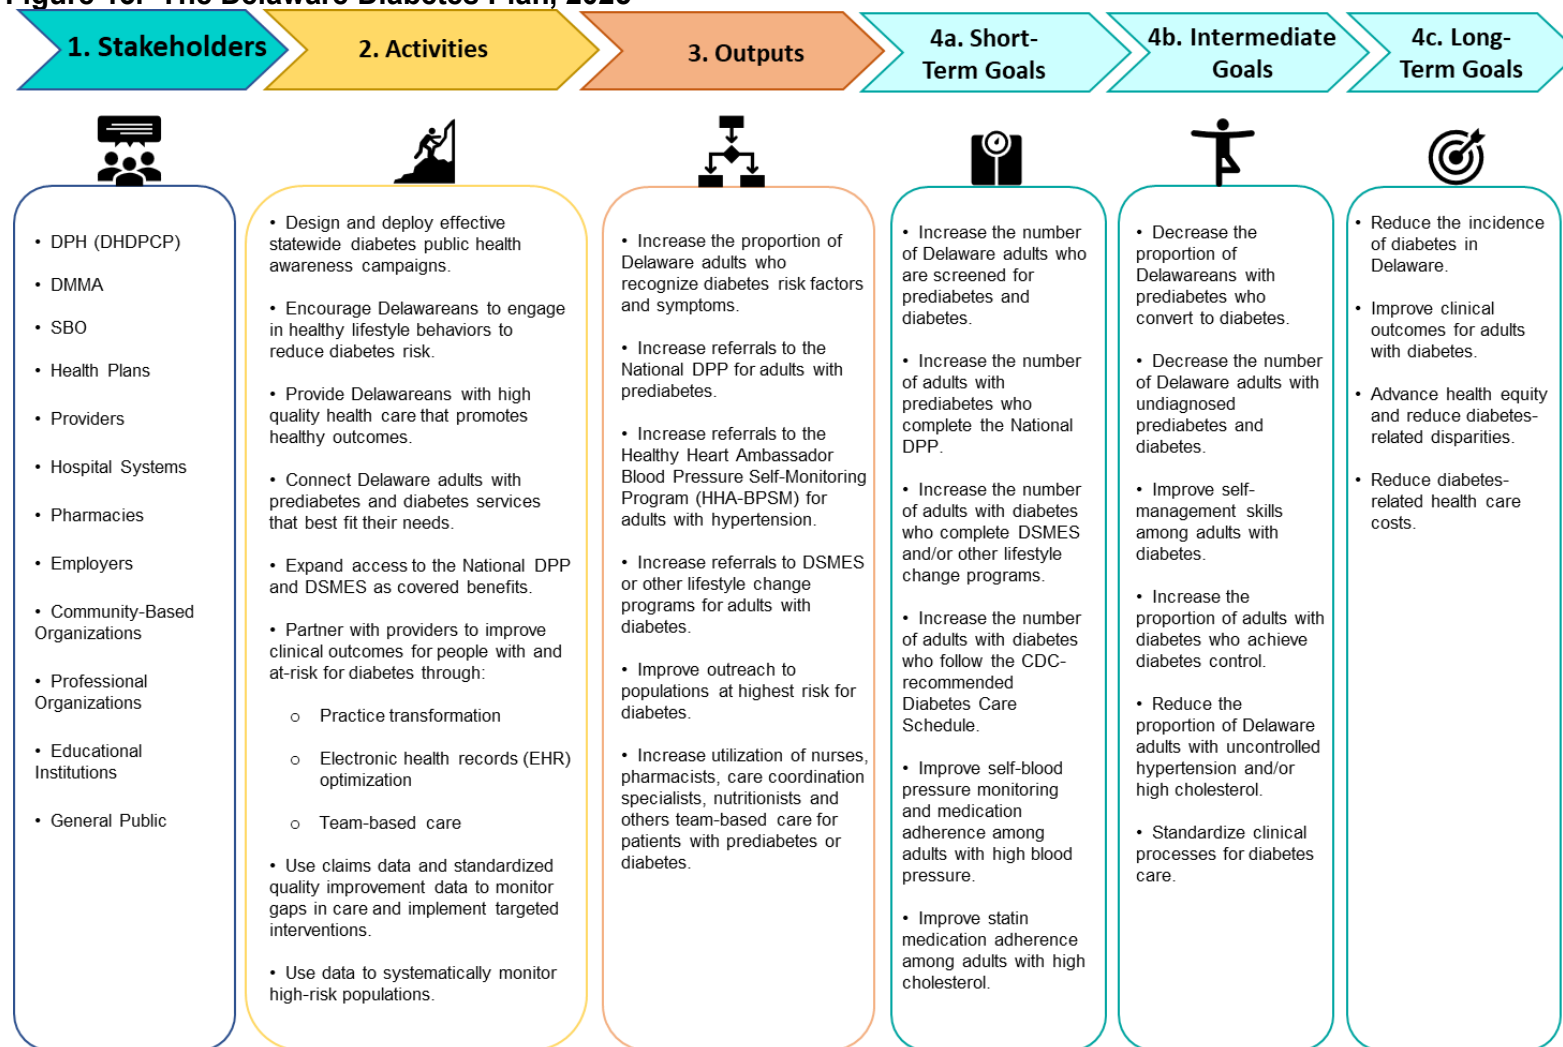 1. Stakeholders
2. Activities
3. Outputs
4a. Short-
Term Goals
4b. Intermediate
Goals
4c. Long-
Term Goals
• DPH (DHDPCP)
• DMMA
• SBO
• Health Plans
• Providers
• Hospital Systems
• Pharmacies
• Employers
• Community-Based
Organizations
• Professional
Organizations
• Educational
Institutions
• General Public
• Design and deploy effective
statewide diabetes public health
awareness campaigns.
• Encourage Delawareans to engage
in healthy lifestyle behaviors to
reduce diabetes risk.
• Provide Delawareans with high
quality health care that promotes
healthy outcomes.
• Connect Delaware adults with
prediabetes and diabetes services
that best fit their needs.
• Expand access to the National DPP
and DSMES as covered benefits.
• Partner with providers to improve
clinical outcomes for people with and
at-risk for diabetes through:
o Practice transformation
o Electronic health records (EHR)
optimization
o Team-based care
• Use claims data and standardized
quality improvement data to monitor
gaps in care and implement targeted
interventions.
• Use data to systematically monitor
high-risk populations.
• Increase the proportion of
Delaware adults who
recognize diabetes risk factors
and symptoms.
• Increase referrals to the
National DPP for adults with
prediabetes.
• Increase referrals to the
Healthy Heart Ambassador
Blood Pressure Self-Monitoring
Program (HHA-BPSM) for
adults with hypertension.
• Increase referrals to DSMES
or other lifestyle change
programs for adults with
diabetes.
• Improve outreach to
populations at highest risk for
diabetes.
• Increase utilization of nurses,
pharmacists, care coordination
specialists, nutritionists and
others team-based care for
patients with prediabetes or
diabetes.
• Increase the number
of Delaware adults who
are screened for
prediabetes and
diabetes.
• Increase the number
of adults with
prediabetes who
complete the National
DPP.
• Increase the number
of adults with diabetes
who complete DSMES
and/or other lifestyle
change programs.
• Increase the number
of adults with diabetes
who follow the CDC-
recommended
Diabetes Care
Schedule.
• Improve self-blood
pressure monitoring
and medication
adherence among
adults with high blood
pressure.
• Improve statin
medication adherence
among adults with high
cholesterol.
• Decrease the
proportion of
Delawareans with
prediabetes who
convert to diabetes.
• Decrease the number
of Delaware adults with
undiagnosed
prediabetes and
diabetes.
• Improve self-
management skills
among adults with
diabetes.
• Increase the
proportion of adults with
diabetes who achieve
diabetes control.
• Reduce the
proportion of Delaware
adults with uncontrolled
hypertension and/or
high cholesterol.
• Standardize clinical
processes for diabetes
care.
• Reduce the incidence
of diabetes in
Delaware.
• Improve clinical
outcomes for adults
with diabetes.
• Advance health equity
and reduce diabetes-
related disparities.
• Reduce diabetes-
related health care
costs.